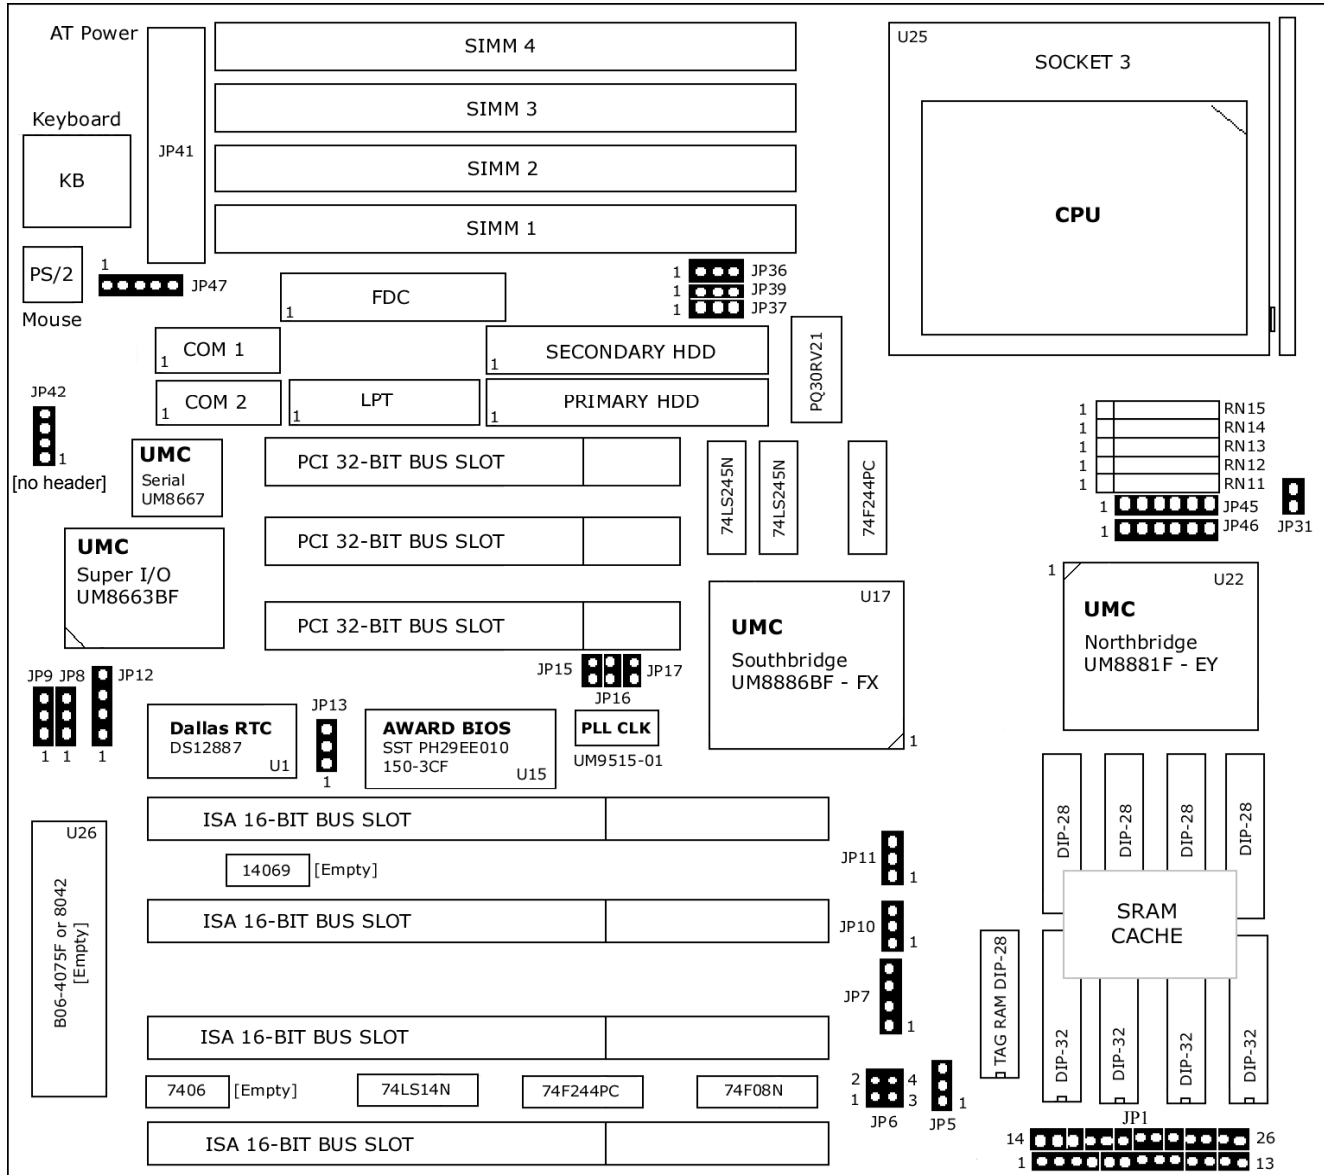 AT Power
JP41
SIMM 4
SIMM 3
SIMM 2
SIMM 1
U25
SOCKET 3
CPU
Keyboard
KB
PS/2
Mouse
1
JP47
1
FDC
1 JP36
1 JP39
1 JP37
COM 1
1
COM 2
1
LPT
1
SECONDARY HDD
1
PRIMARY HDD
1
PQ30RV21
JP42
1
[no header]
UMC
Serial
UM8667
PCI 32-BIT BUS SLOT
PCI 32-BIT BUS SLOT
PCI 32-BIT BUS SLOT
74LS245N
74LS245N
74F244PC
1 RN15
1 RN14
1 RN13
1 RN12
1 RN11
1 JP45
1 JP46
JP31
UMC
Super I/O
UM8663BF
U17
UMC
Southbridge
UM8886BF - FX
1
1
U22
UMC
Northbridge
UM8881F - EY
JP9 JP8
1 1
JP12
1
JP15
JP16
JP17
Dallas RTC
DS12887
U1
JP13
1
AWARD BIOS
SST PH29EE010
150-3CF
U15
PLL CLK
UM9515-01
U26
B06-4075F or 8042
[Empty]
ISA 16-BIT BUS SLOT
14069 [Empty]
ISA 16-BIT BUS SLOT
ISA 16-BIT BUS SLOT
7406 [Empty]
74LS14N
74F244PC
74F08N
ISA 16-BIT BUS SLOT
JP11
1
JP10
1
JP7
1
2 4
1 3
JP6
1
JP5
DIP-28
DIP-28
DIP-28
DIP-28
SRAM
CACHE
TAG RAM DIP-28
DIP-32
DIP-32
DIP-32
DIP-32
JP1
14 26
1 13